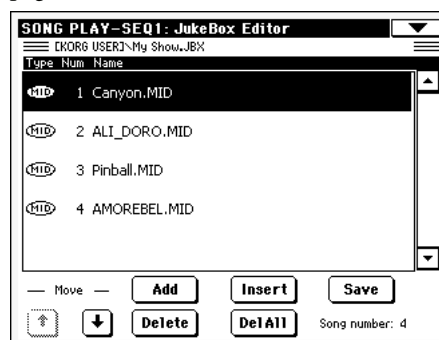 SONG PLAY-SEQ1: JukeBox Editor
[KORG USER]\My Show.JBX
Type Num Name
MID 1 Canyon.MID
MID 2 ALI_DORO.MID
MID 3 Pinball.MID
MID 4 AMOREBEL.MID
— Move — Add Insert Save
Delete DelAll Song number: 4